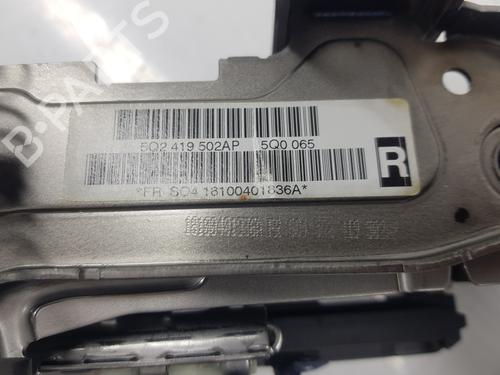 B-PARTS
5Q2 419 502AP 5Q0 065
R
*FR SQ4 18100401836A*